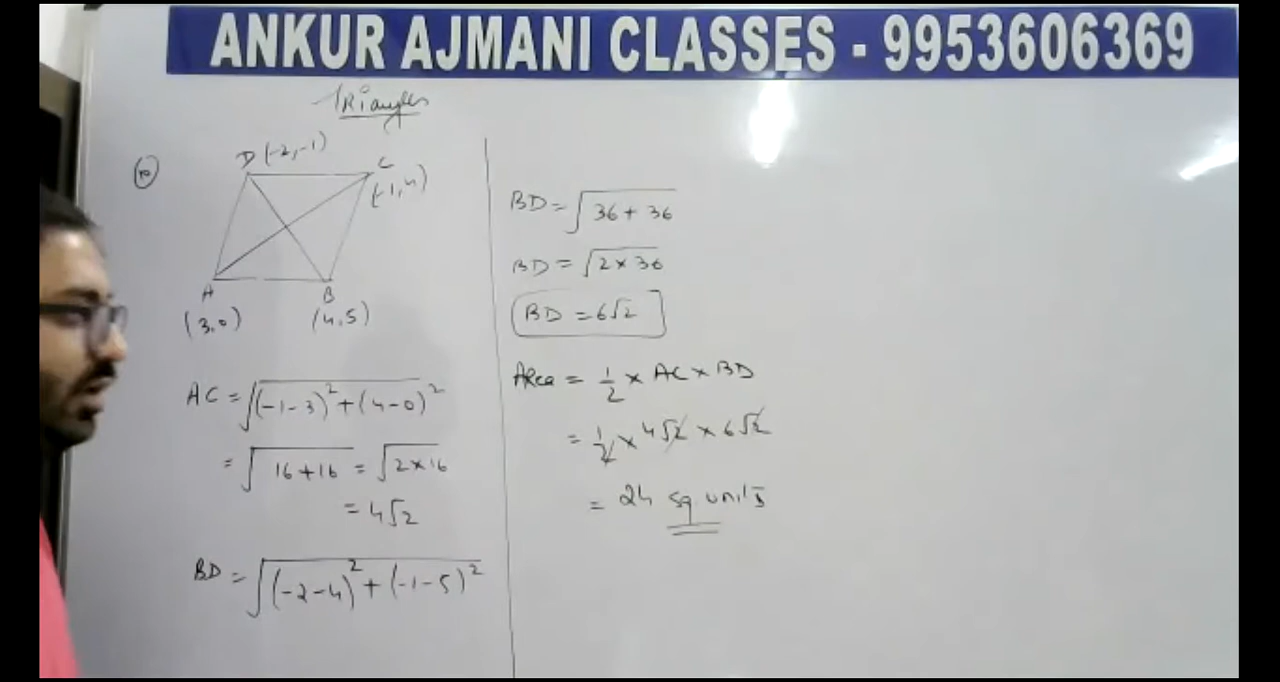 ANKUR AJMANI CLASSES - 9953606369
Triangles
10
D (-2,-1)
C
(-1,4)
A
B
(3,0)
(4,5)
AC = √(-1-3)²+(4-0)²
= √16+16 = √2×16
= 4√2
BD = √(-2-4)²+(-1-5)²
BD = √36+36
BD = √2×36
BD = 6√2
Area = 1/2 × AC × BD
= 1/2 × 4√2 × 6√2
= 24 sq. units